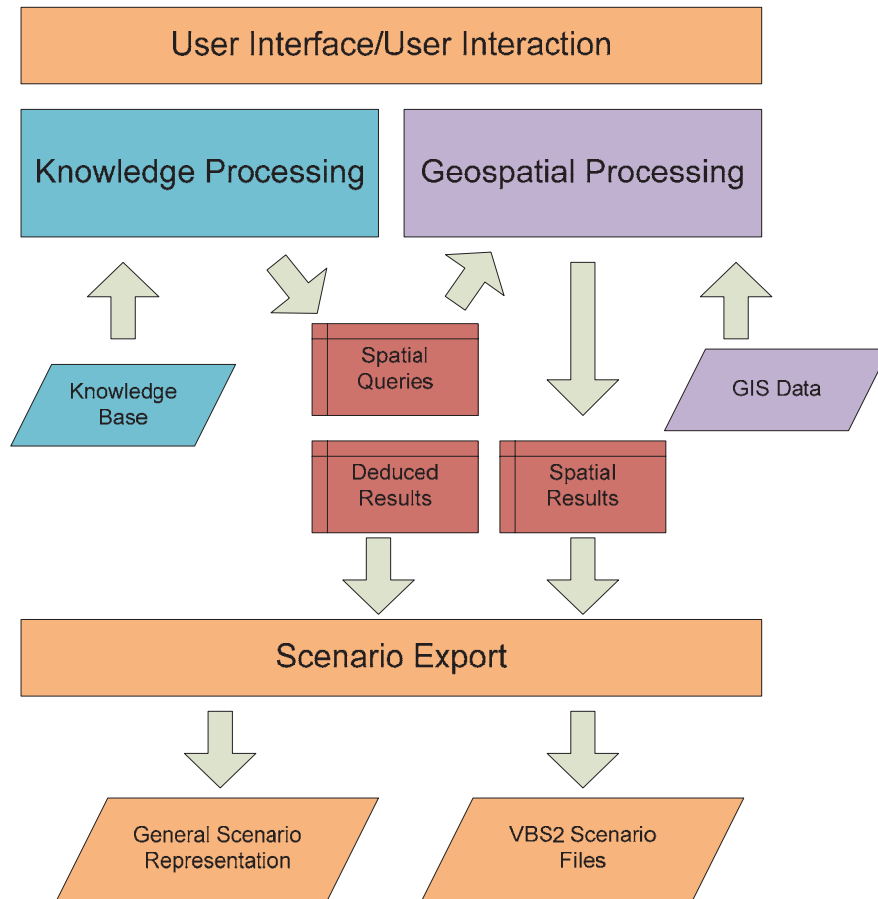 User Interface/User Interaction
Knowledge Processing
Geospatial Processing
Spatial
Queries
Knowledge
Base
GIS Data
Deduced
Results
Spatial
Results
Scenario Export
General Scenario
Representation
VBS2 Scenario
Files